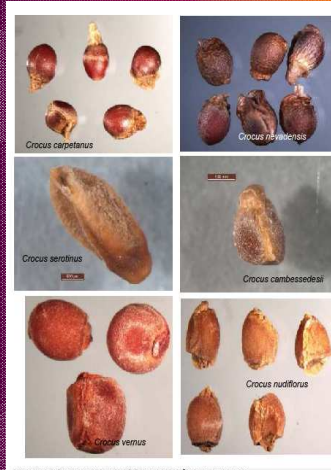 Crocus carpetanus
Crocus nevadensis
Crocus serotinus
Crocus cambessedesii
Crocus vernus
Crocus nudiflorus